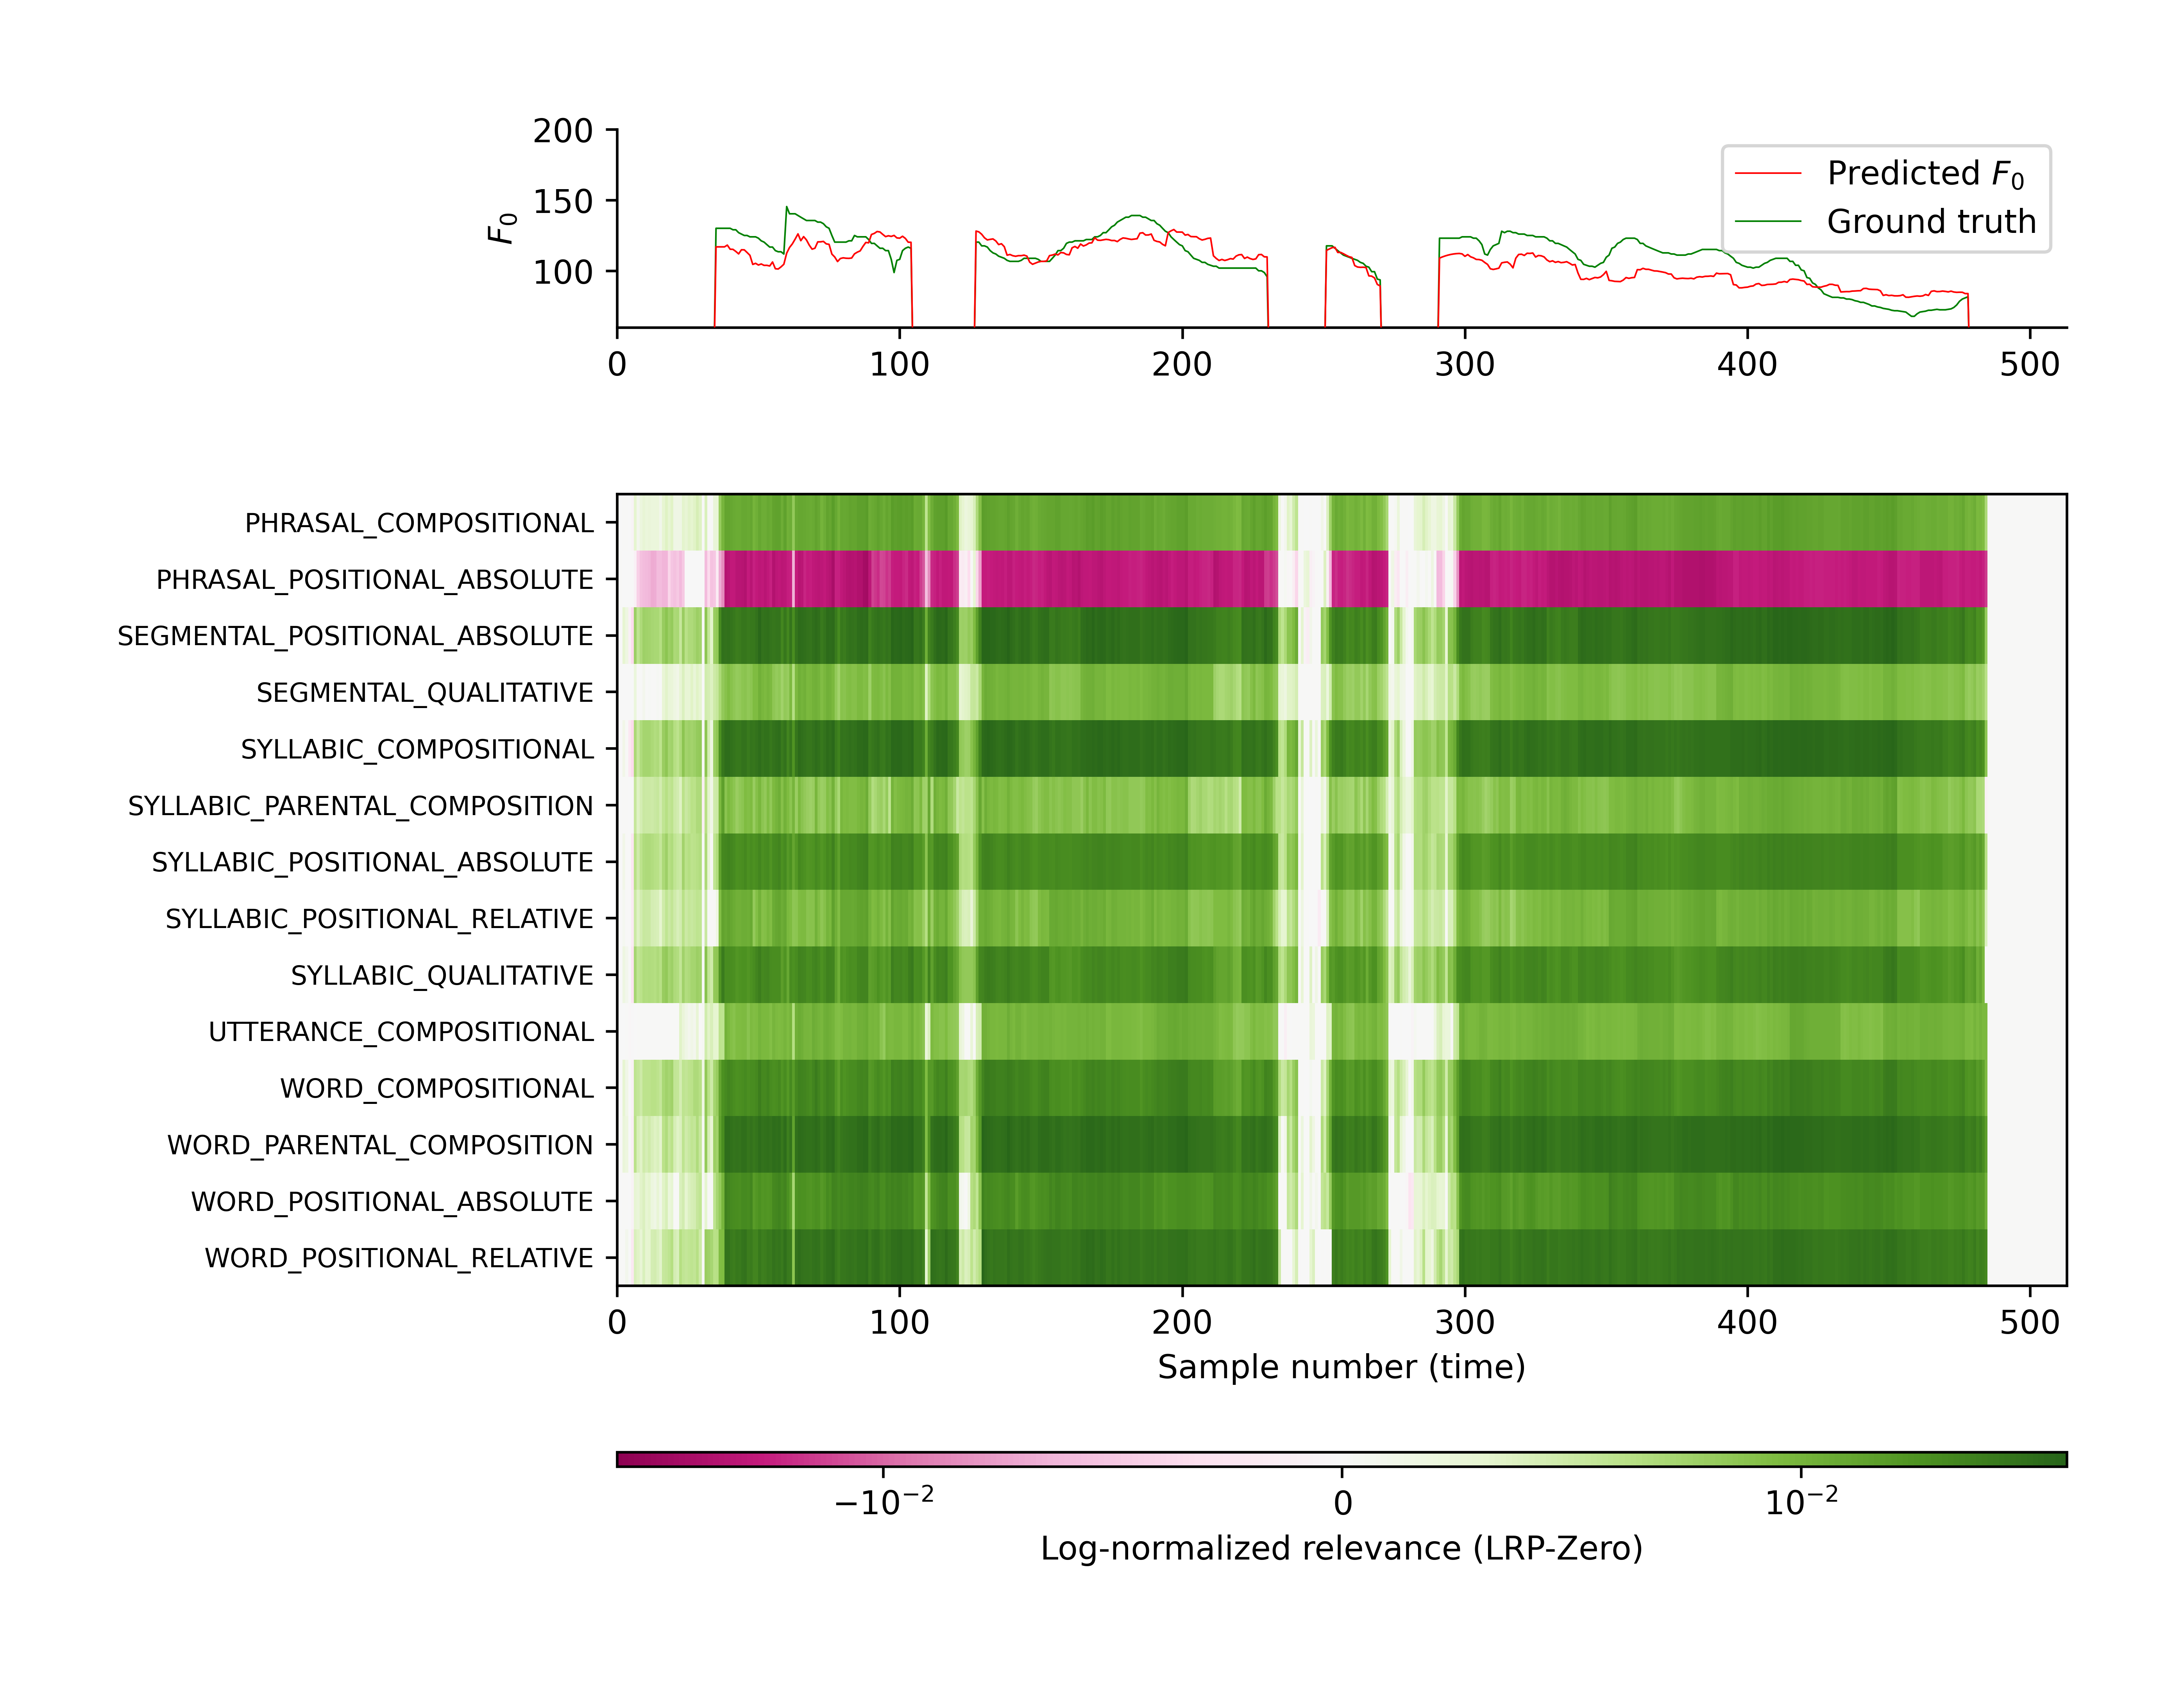 200
150
100
F₀
Predicted F₀
Ground truth
0 100 200 300 400 500
PHRASAL_COMPOSITIONAL
PHRASAL_POSITIONAL_ABSOLUTE
SEGMENTAL_POSITIONAL_ABSOLUTE
SEGMENTAL_QUALITATIVE
SYLLABIC_COMPOSITIONAL
SYLLABIC_PARENTAL_COMPOSITION
SYLLABIC_POSITIONAL_ABSOLUTE
SYLLABIC_POSITIONAL_RELATIVE
SYLLABIC_QUALITATIVE
UTTERANCE_COMPOSITIONAL
WORD_COMPOSITIONAL
WORD_PARENTAL_COMPOSITION
WORD_POSITIONAL_ABSOLUTE
WORD_POSITIONAL_RELATIVE
0 100 200 300 400 500
Sample number (time)
−10⁻² 0 10⁻²
Log-normalized relevance (LRP-Zero)